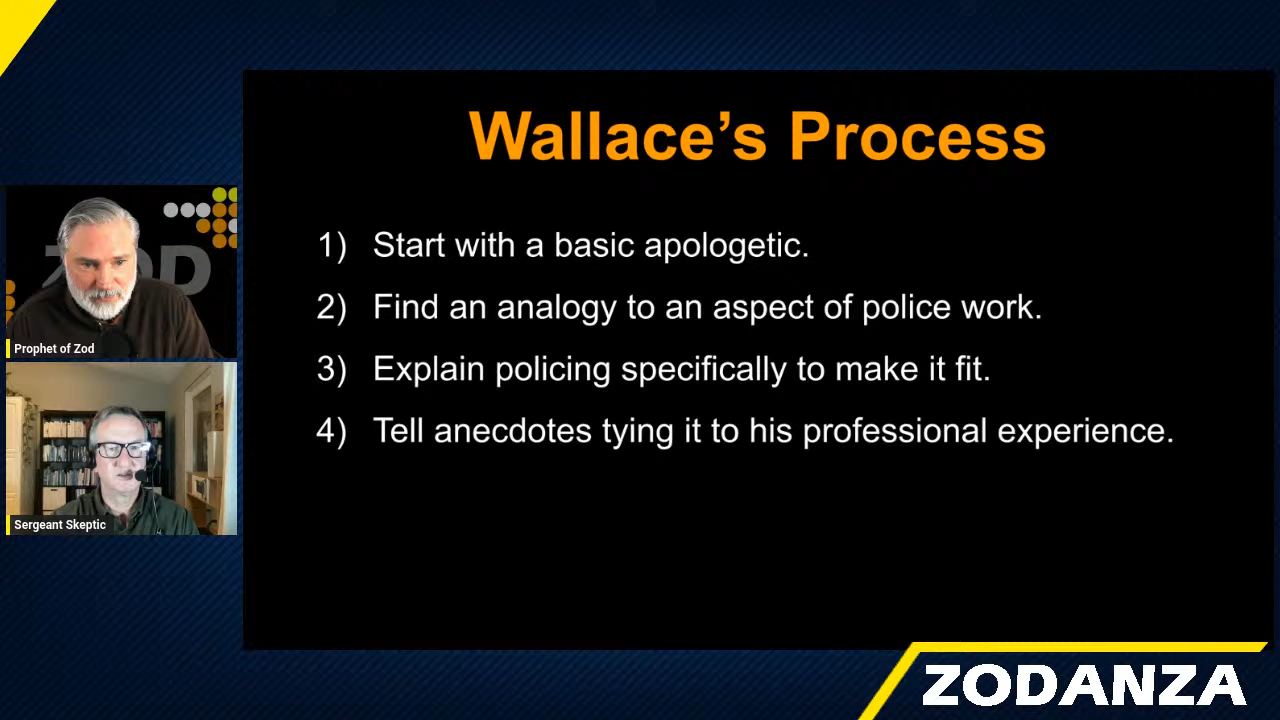 Wallace’s Process
1) Start with a basic apologetic.
2) Find an analogy to an aspect of police work.
3) Explain policing specifically to make it fit.
4) Tell anecdotes tying it to his professional experience.
ZOD
Prophet of Zod
Sergeant Skeptic
ZODANZA